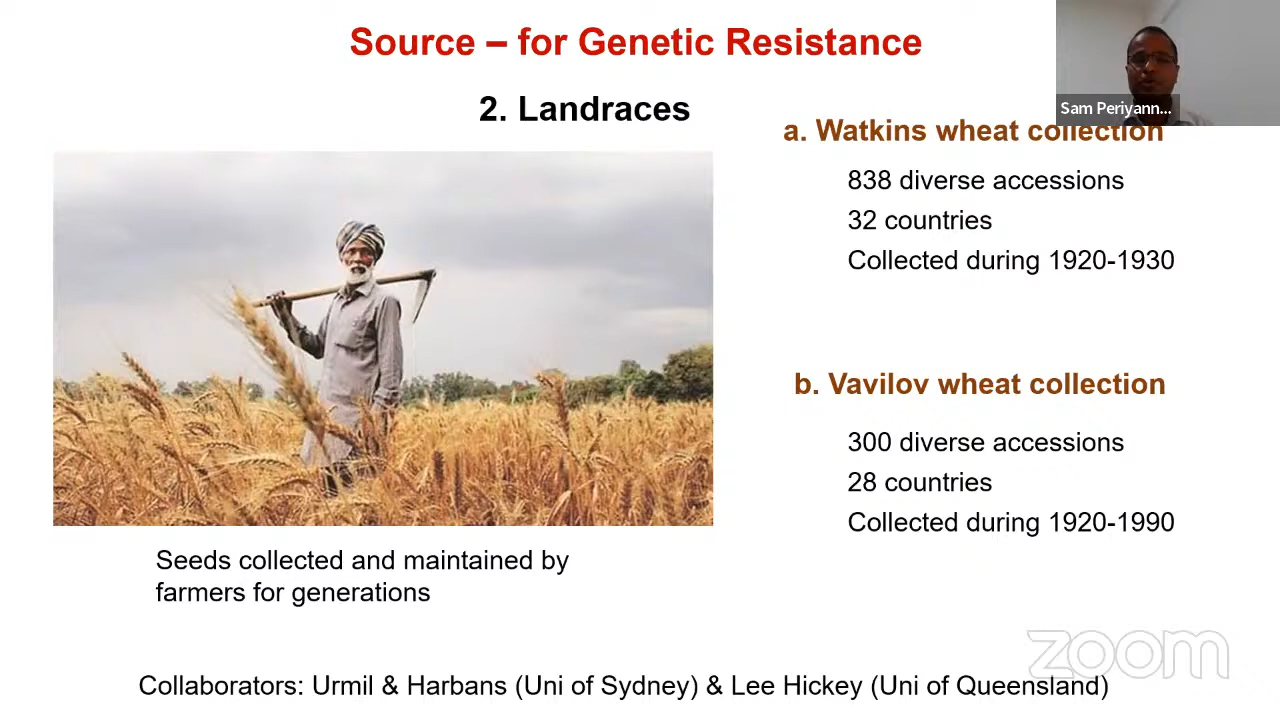 Source – for Genetic Resistance
Sam Periyann...
2. Landraces
a. Watkins wheat collection
838 diverse accessions
32 countries
Collected during 1920-1930
b. Vavilov wheat collection
300 diverse accessions
28 countries
Collected during 1920-1990
Seeds collected and maintained by
farmers for generations
zoom
Collaborators: Urmil & Harbans (Uni of Sydney) & Lee Hickey (Uni of Queensland)